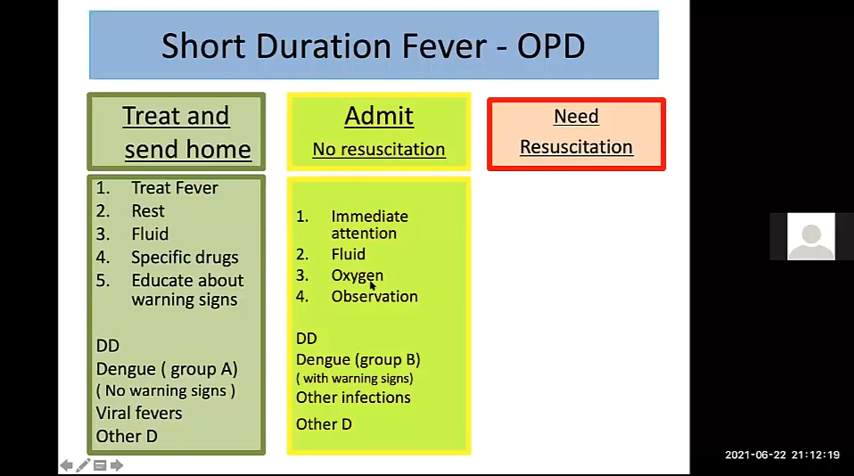 Short Duration Fever - OPD
Treat and
send home
1. Treat Fever
2. Rest
3. Fluid
4. Specific drugs
5. Educate about
warning signs
DD
Dengue ( group A)
( No warning signs )
Viral fevers
Other D
Admit
No resuscitation
1. Immediate
attention
2. Fluid
3. Oxygen
4. Observation
DD
Dengue (group B)
( with warning signs)
Other infections
Other D
Need
Resuscitation
2021-06-22 21:12:19